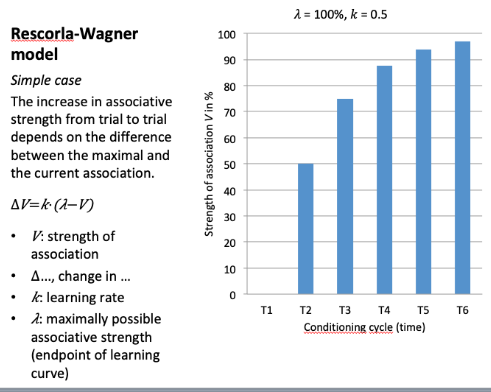 Rescorla-Wagner
model
Simple case
The increase in associative
strength from trial to trial
depends on the difference
between the maximal and
the current association.
ΔV=k·(λ–V)
• V: strength of
association
• Δ..., change in ...
• k: learning rate
• λ: maximally possible
associative strength
(endpoint of learning
curve)
λ = 100%, k = 0.5
Strength of association V in %
100
90
80
70
60
50
40
30
20
10
0
T1 T2 T3 T4 T5 T6
Conditioning cycle (time)